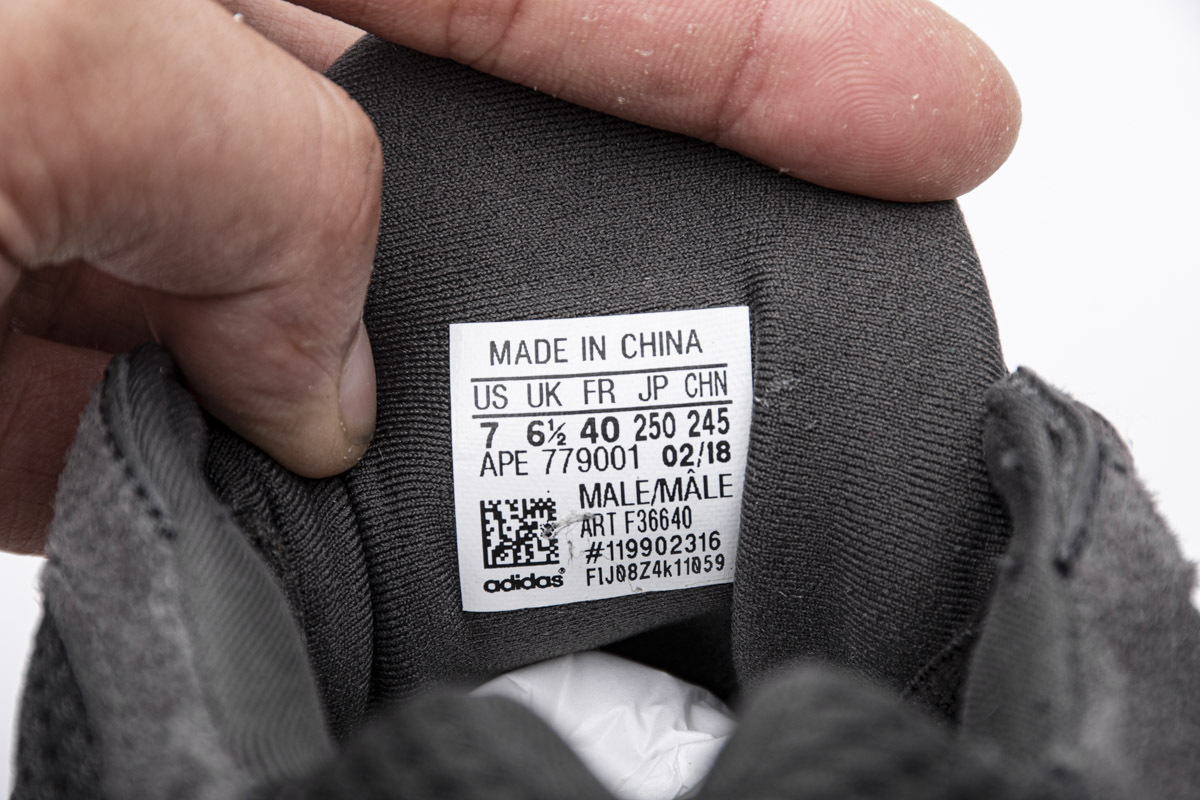 MADE IN CHINA
US UK FR JP CHN
7 6½ 40 250 245
APE 779001 02/18
MALE/MÂLE
ART F36640
#119902316
FIJ08Z4k11059
adidas®